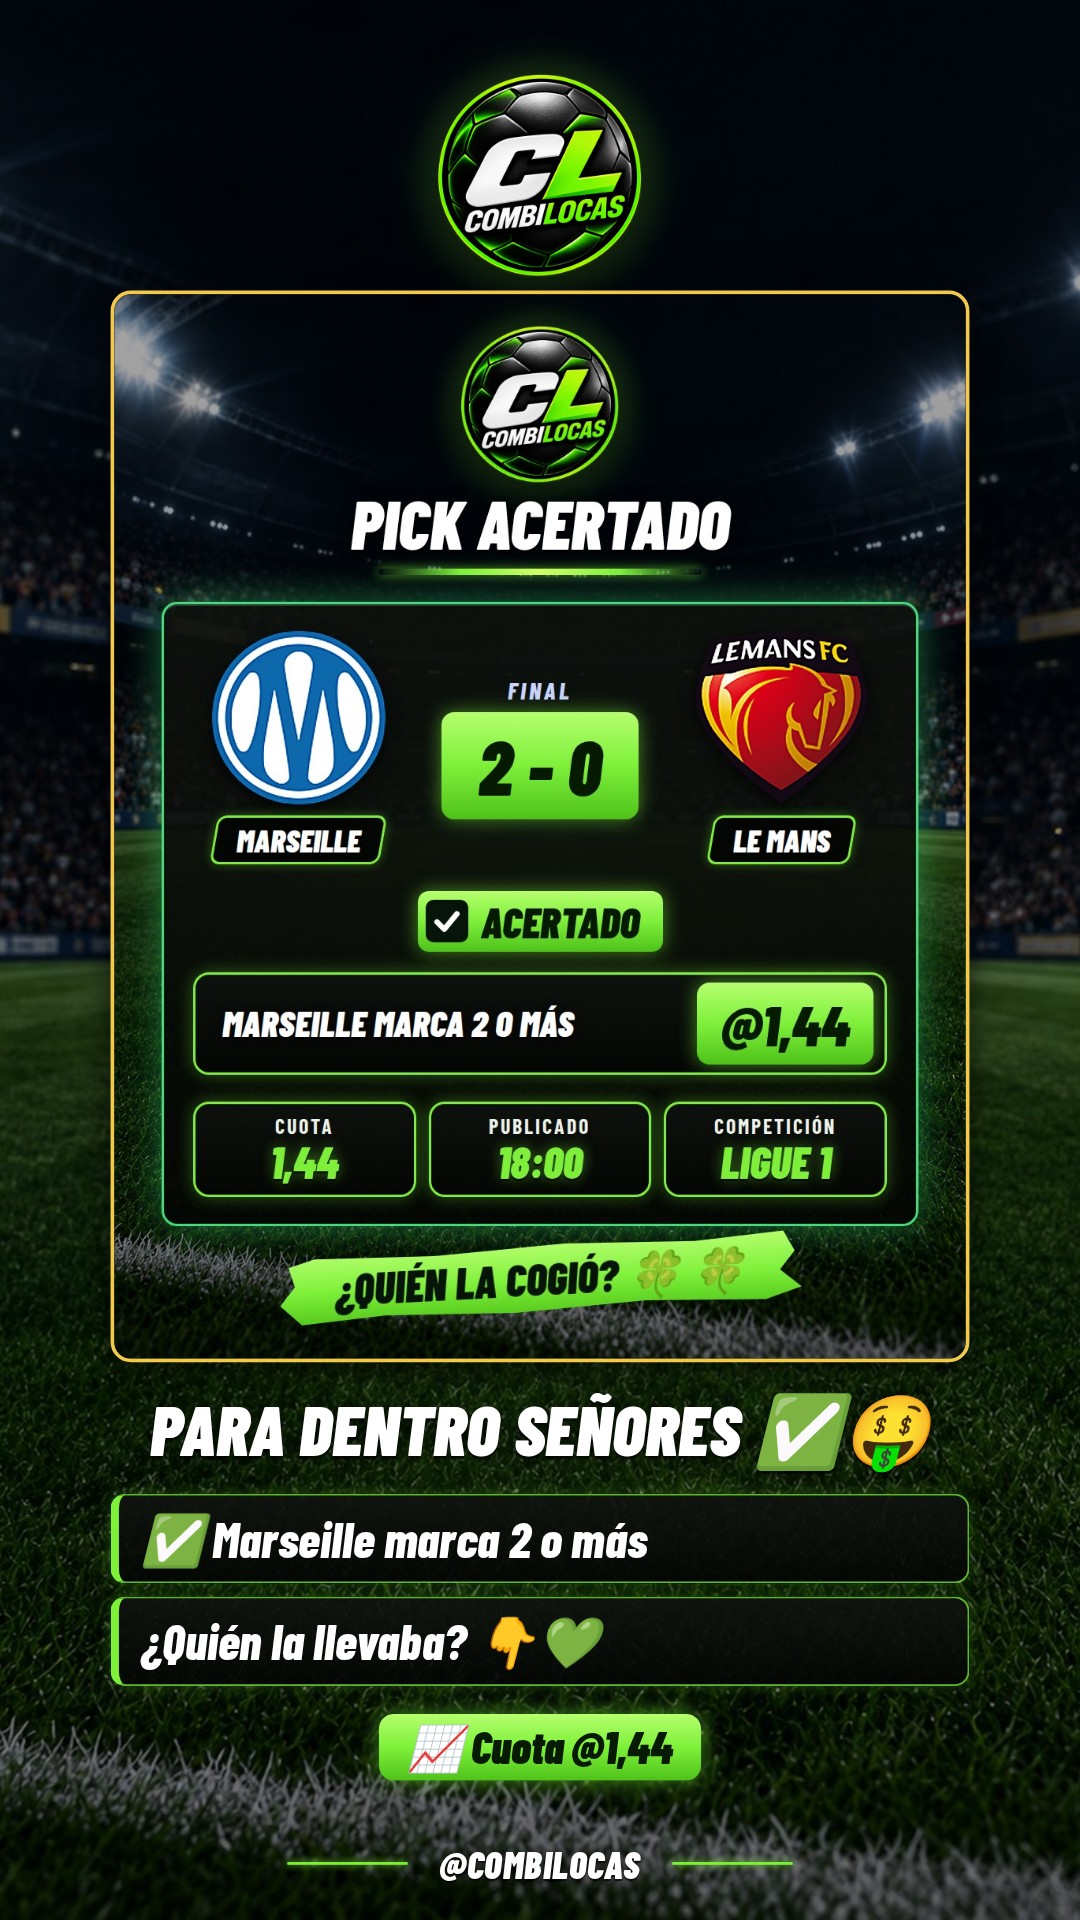 CL
COMBILOCAS
CL
COMBILOCAS
PICK ACERTADO
LEMANS FC
FINAL
2 - 0
MARSEILLE
LE MANS
ACERTADO
MARSEILLE MARCA 2 O MÁS
@1,44
CUOTA
PUBLICADO
COMPETICIÓN
1,44
18:00
LIGUE 1
¿QUIÉN LA COGIÓ? 🍀 🍀
PARA DENTRO SEÑORES ✅🤑
✅ Marseille marca 2 o más
¿Quién la llevaba? 👇💚
📈 Cuota @1,44
@COMBILOCAS